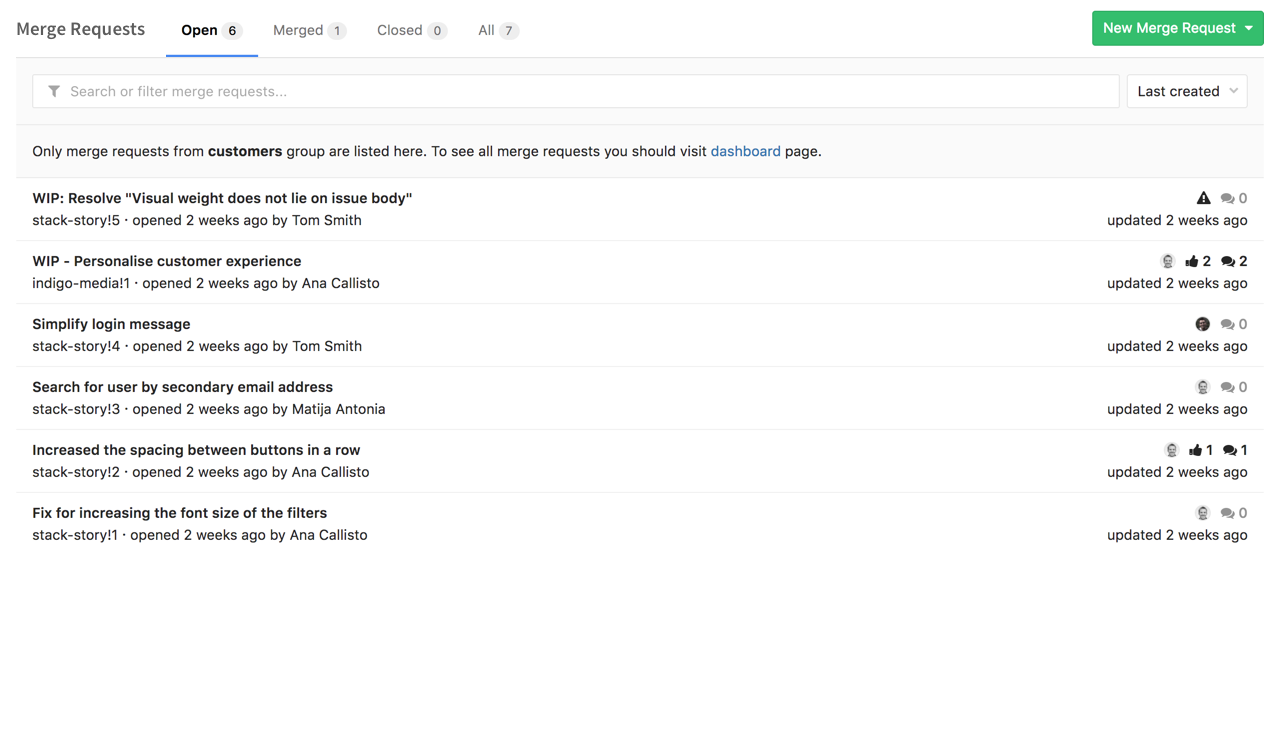 Merge Requests Open 6 Merged 1 Closed 0 All 7 New Merge Request
Search or filter merge requests... Last created
Only merge requests from customers group are listed here. To see all merge requests you should visit dashboard page.
WIP: Resolve "Visual weight does not lie on issue body" 0
stack-story!5 · opened 2 weeks ago by Tom Smith updated 2 weeks ago
WIP - Personalise customer experience 2 2
indigo-media!1 · opened 2 weeks ago by Ana Callisto updated 2 weeks ago
Simplify login message 0
stack-story!4 · opened 2 weeks ago by Tom Smith updated 2 weeks ago
Search for user by secondary email address 0
stack-story!3 · opened 2 weeks ago by Matija Antonia updated 2 weeks ago
Increased the spacing between buttons in a row 1 1
stack-story!2 · opened 2 weeks ago by Ana Callisto updated 2 weeks ago
Fix for increasing the font size of the filters 0
stack-story!1 · opened 2 weeks ago by Ana Callisto updated 2 weeks ago